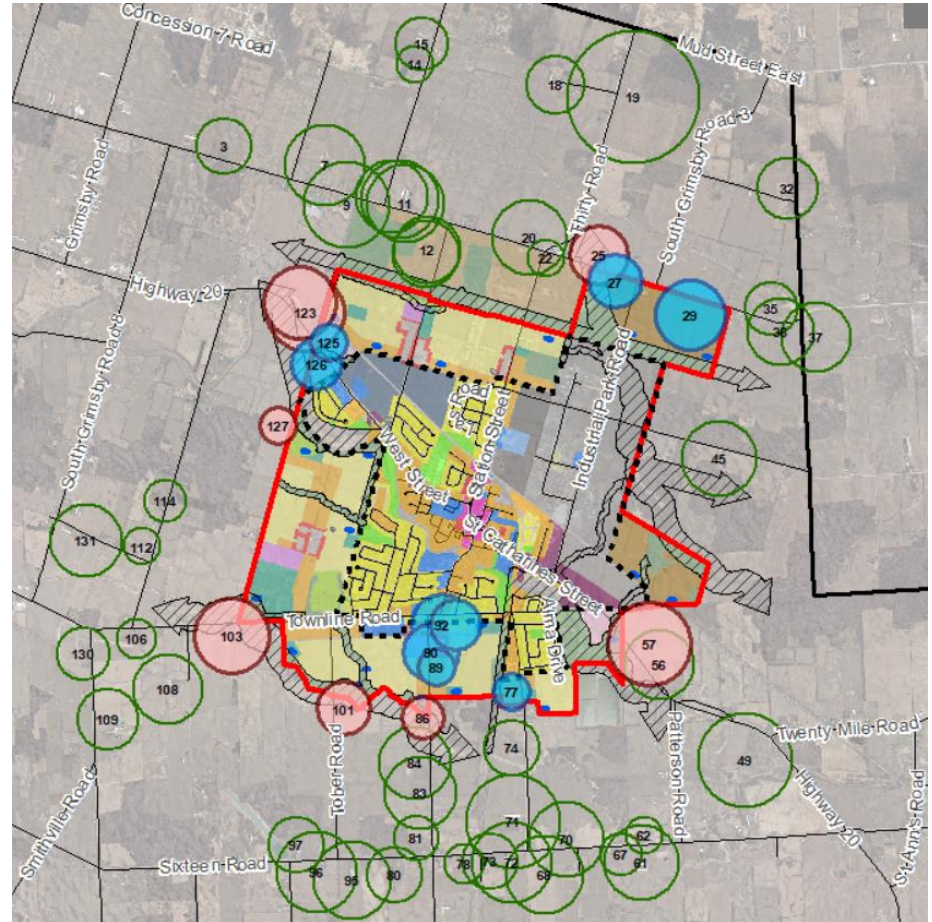 Concession 7 Road
Mud Street East
15
14
18
19
3
7
9
11
South Grimsby Road 3
32
Grimsby Road
Thirty Road
20
22
25
12
27
Highway 20
29
35
36
37
123
125
126
Industrial Park Road
Station Street
West Street
127
45
South Grimsby Road 8
114
131
112
St Catharines Street
Alma Drive
106
103
Townline Road
92
90
89
57
56
130
108
109
77
101
86
74
Twenty Mile Road
49
Patterson Road
Tober Road
84
83
Highway 20
71
70
81
62
67
61
97
96
95
80
78
73
72
68
Sixteen Road
Smithville Road
St Ann's Road